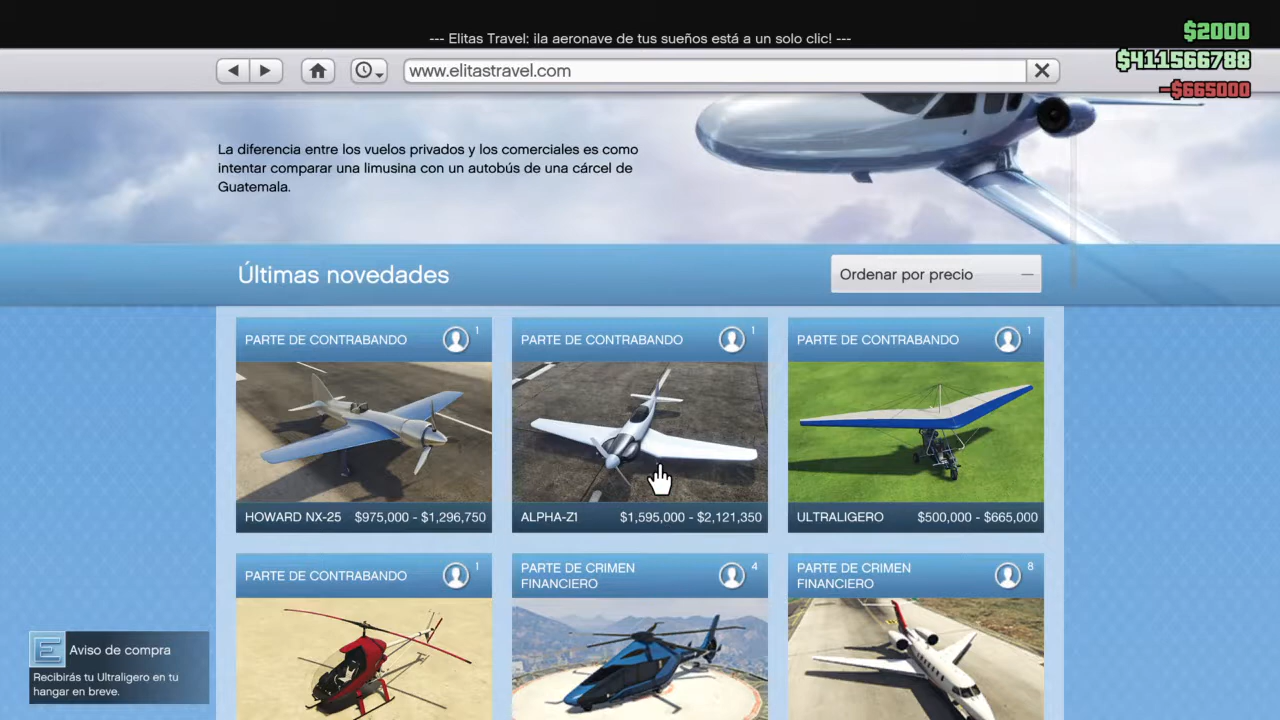 --- Elitas Travel: ¡la aeronave de tus sueños está a un solo clic! ---
$2000
www.elitastravel.com
$411566788
-$665000
La diferencia entre los vuelos privados y los comerciales es como
intentar comparar una limusina con un autobús de una cárcel de
Guatemala.
Últimas novedades
Ordenar por precio
PARTE DE CONTRABANDO 1
PARTE DE CONTRABANDO 1
PARTE DE CONTRABANDO 1
HOWARD NX-25 $975,000 - $1,296,750
ALPHA-Z1 $1,595,000 - $2,121,350
ULTRALIGERO $500,000 - $665,000
PARTE DE CONTRABANDO 1
PARTE DE CRIMEN
FINANCIERO 4
PARTE DE CRIMEN
FINANCIERO 8
Aviso de compra
Recibirás tu Ultraligero en tu
hangar en breve.